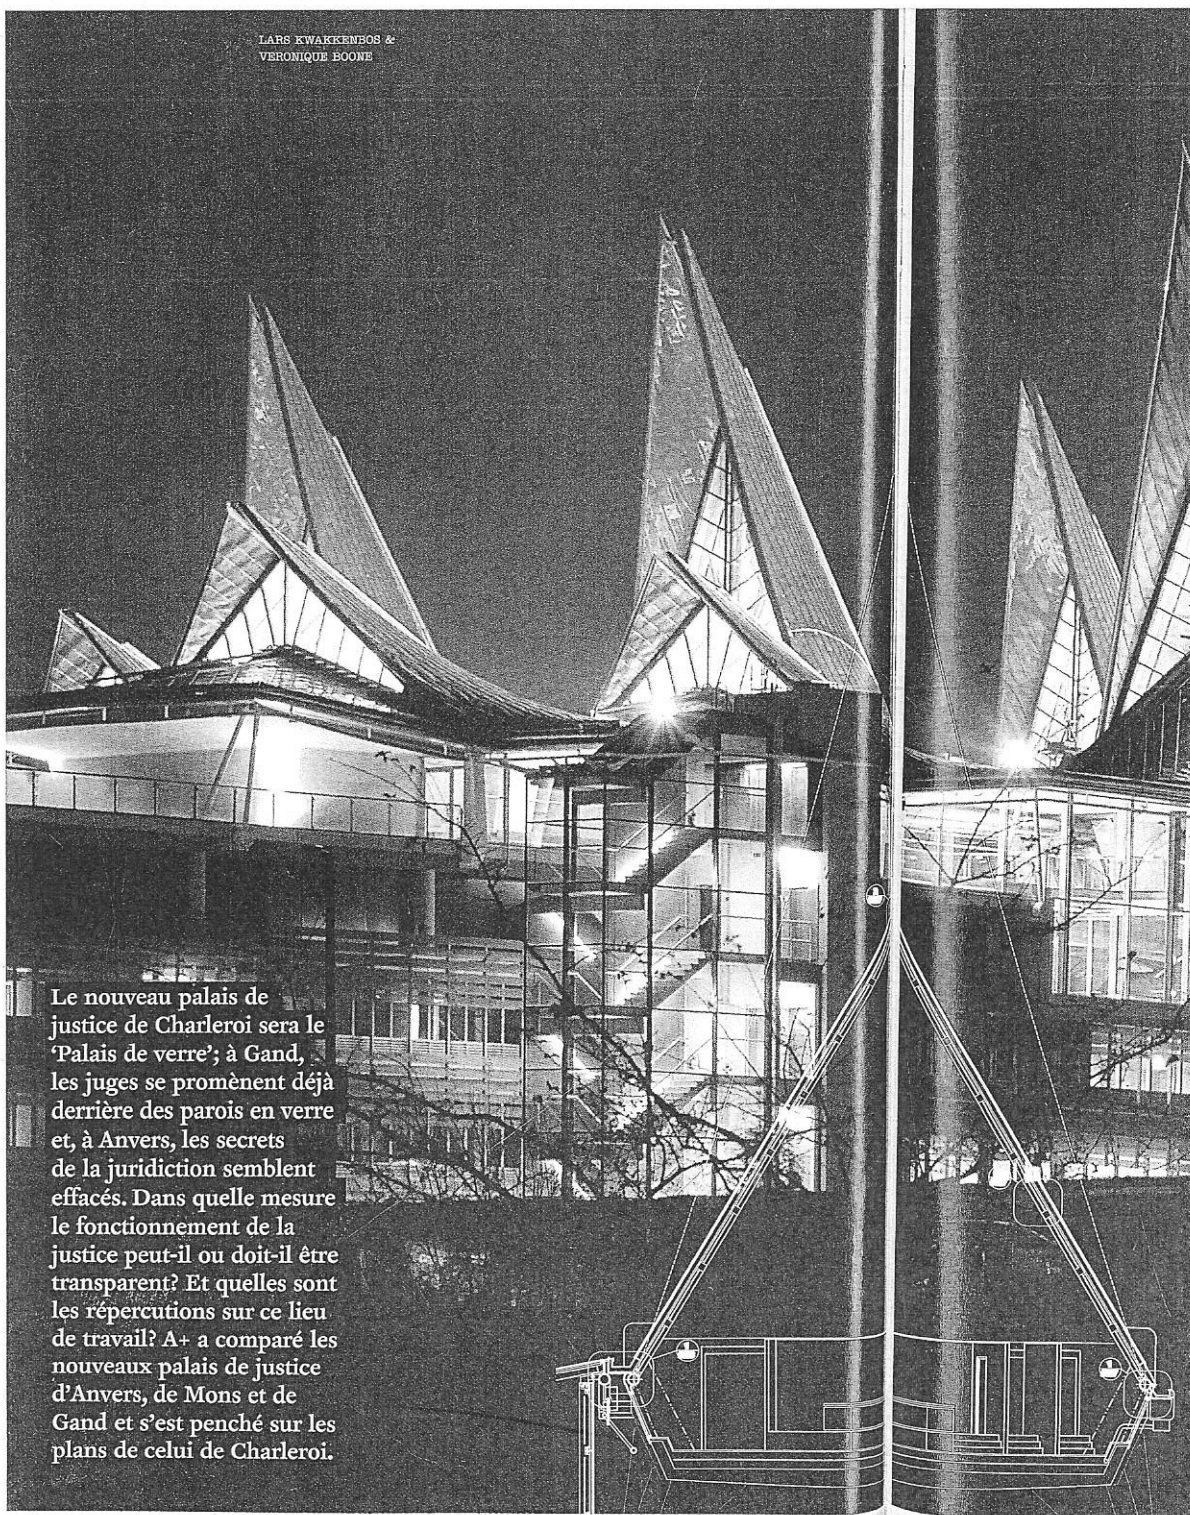 LARS KWAKKENBOS &
VERONIQUE BOONE
Le nouveau palais de
justice de Charleroi sera le
‘Palais de verre’; à Gand,
les juges se promènent déjà
derrière des parois en verre
et, à Anvers, les secrets
de la juridiction semblent
effacés. Dans quelle mesure
le fonctionnement de la
justice peut-il ou doit-il être
transparent? Et quelles sont
les répercutions sur ce lieu
de travail? A+ a comparé les
nouveaux palais de justice
d’Anvers, de Mons et de
Gand et s’est penché sur les
plans de celui de Charleroi.